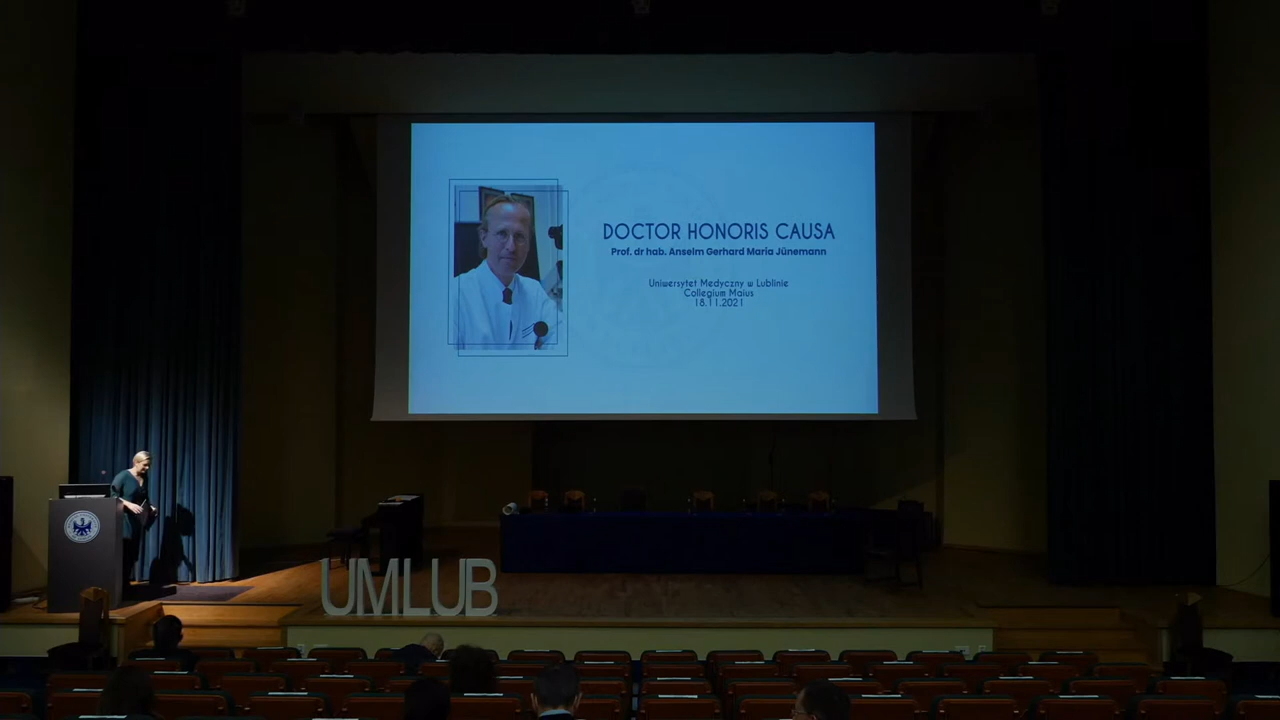 DOCTOR HONORIS CAUSA
Prof. dr hab. Anselm Gerhard Maria Jünemann
Uniwersytet Medyczny w Lublinie
Collegium Maius
18.11.2021
UMLUB